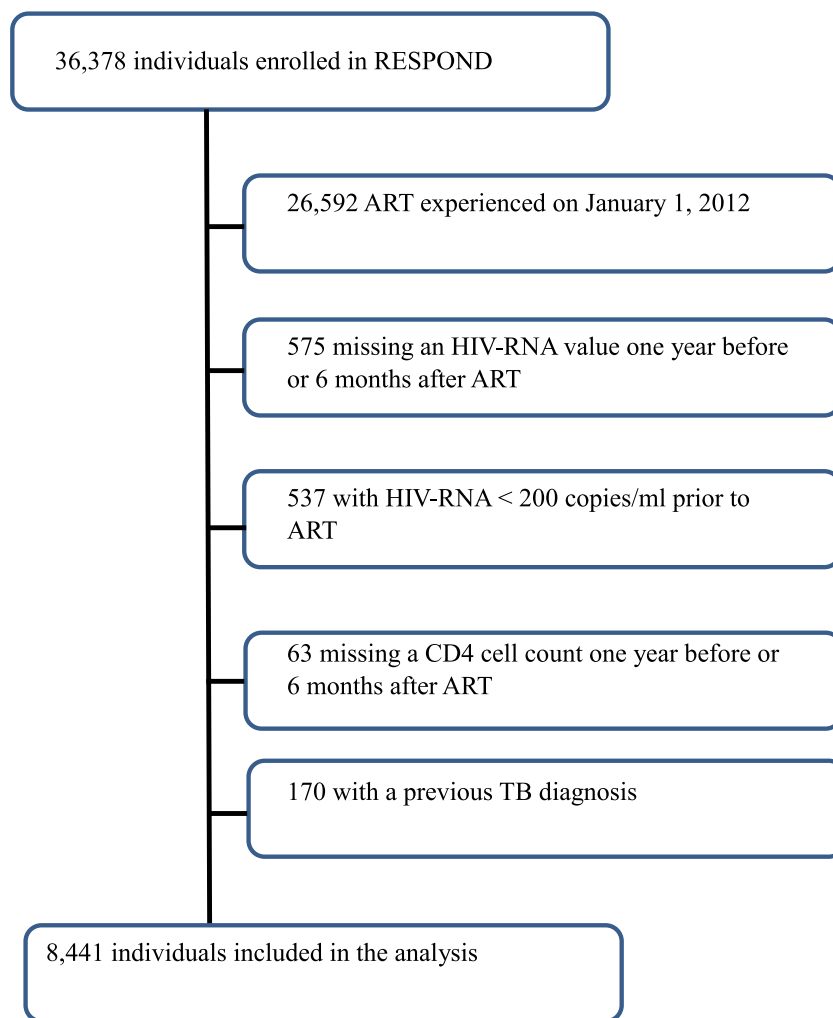 36,378 individuals enrolled in RESPOND
26,592 ART experienced on January 1, 2012
575 missing an HIV-RNA value one year before
or 6 months after ART
537 with HIV-RNA < 200 copies/ml prior to
ART
63 missing a CD4 cell count one year before or
6 months after ART
170 with a previous TB diagnosis
8,441 individuals included in the analysis